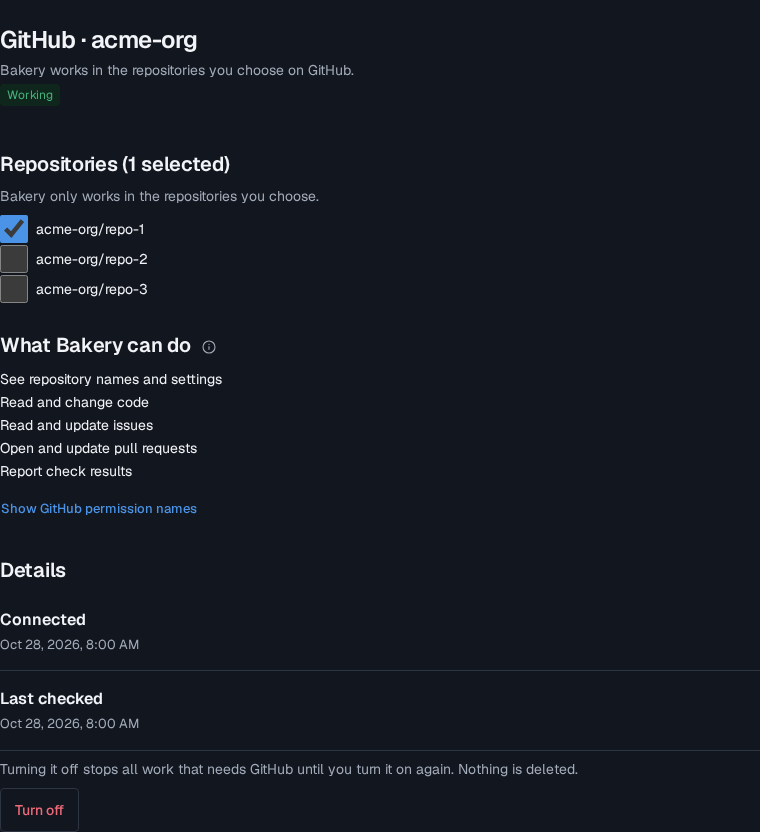 GitHub · acme-org
Bakery works in the repositories you choose on GitHub.
Working
Repositories (1 selected)
Bakery only works in the repositories you choose.
acme-org/repo-1
acme-org/repo-2
acme-org/repo-3
What Bakery can do
See repository names and settings
Read and change code
Read and update issues
Open and update pull requests
Report check results
Show GitHub permission names
Details
Connected
Oct 28, 2026, 8:00 AM
Last checked
Oct 28, 2026, 8:00 AM
Turning it off stops all work that needs GitHub until you turn it on again. Nothing is deleted.
Turn off